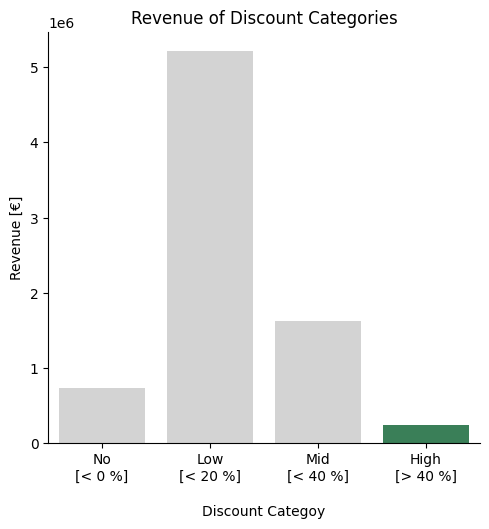 Revenue of Discount Categories
1e6
5
4
3
2
1
0
Revenue [€]
No
[< 0 %]
Low
[< 20 %]
Mid
[< 40 %]
High
[> 40 %]
Discount Categoy